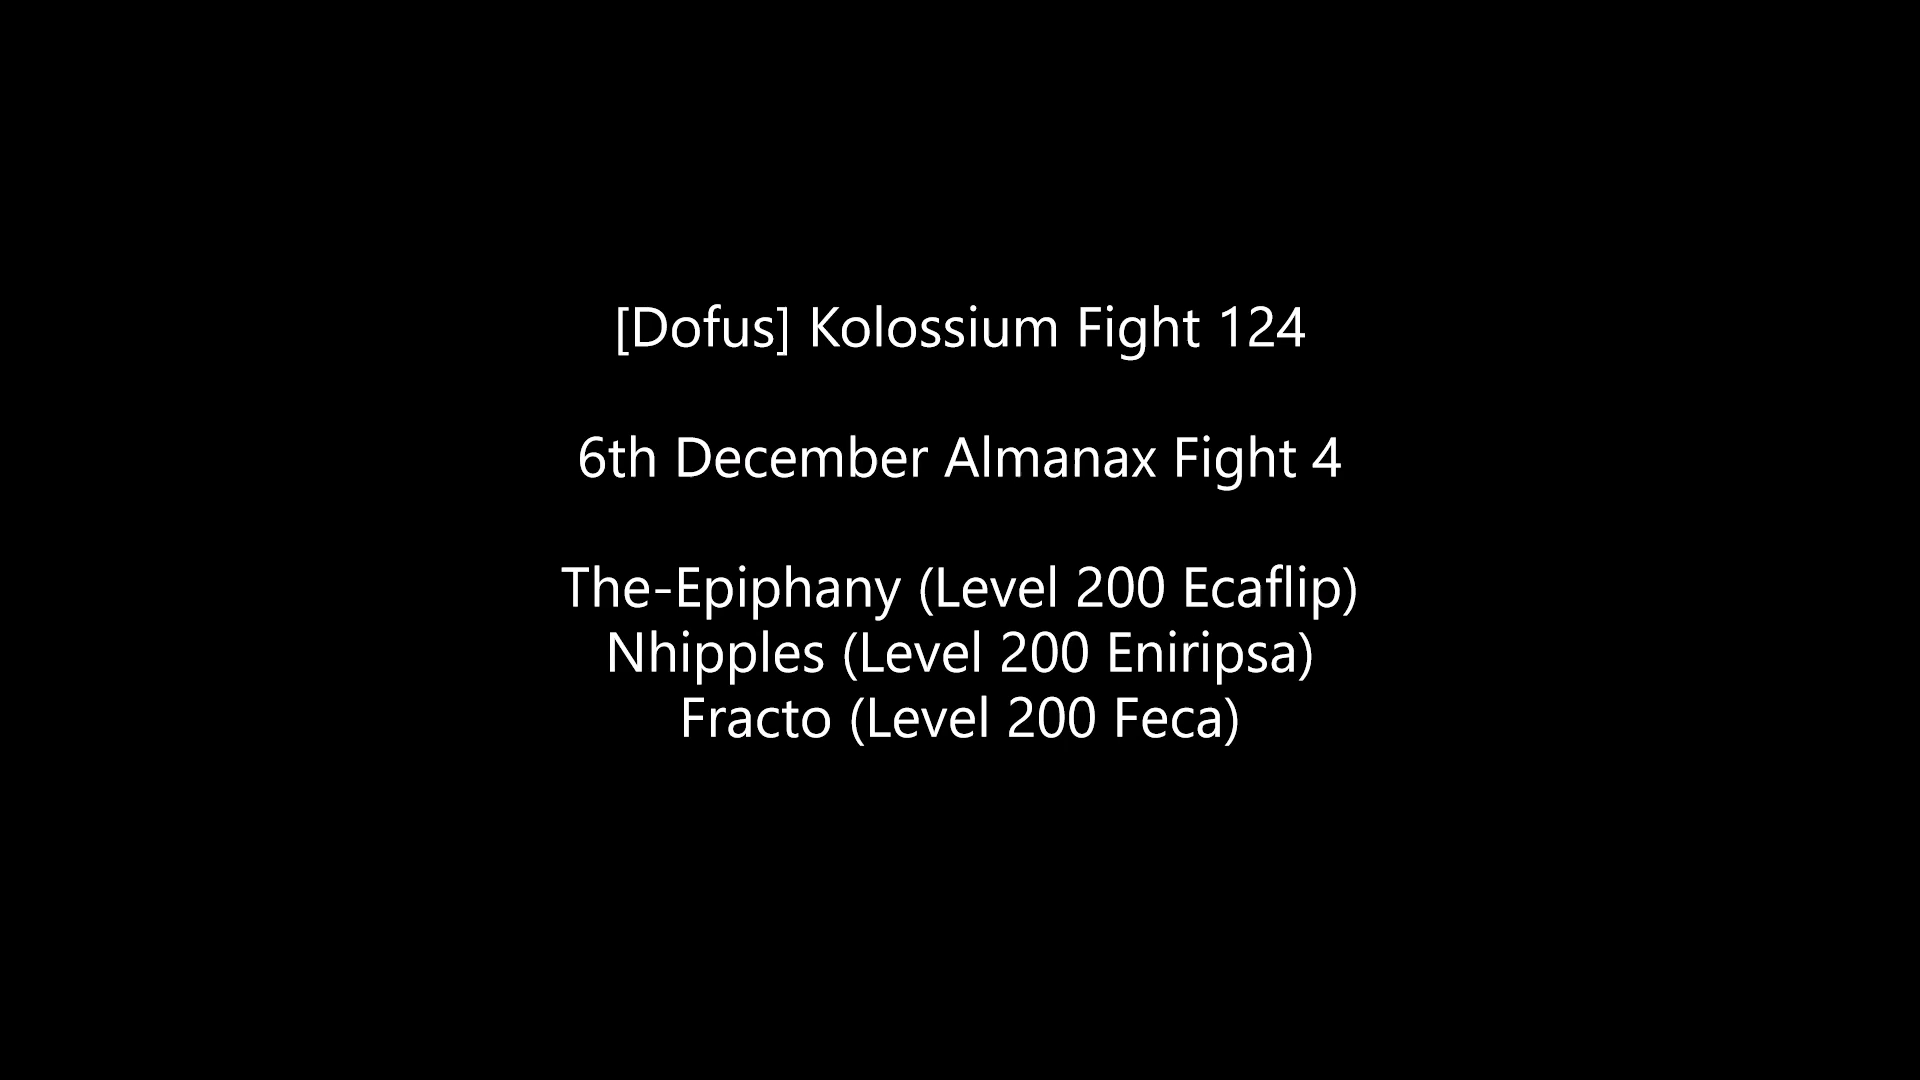 [Dofus] Kolossium Fight 124
6th December Almanax Fight 4
The-Epiphany (Level 200 Ecaflip)
Nhipples (Level 200 Eniripsa)
Fracto (Level 200 Feca)